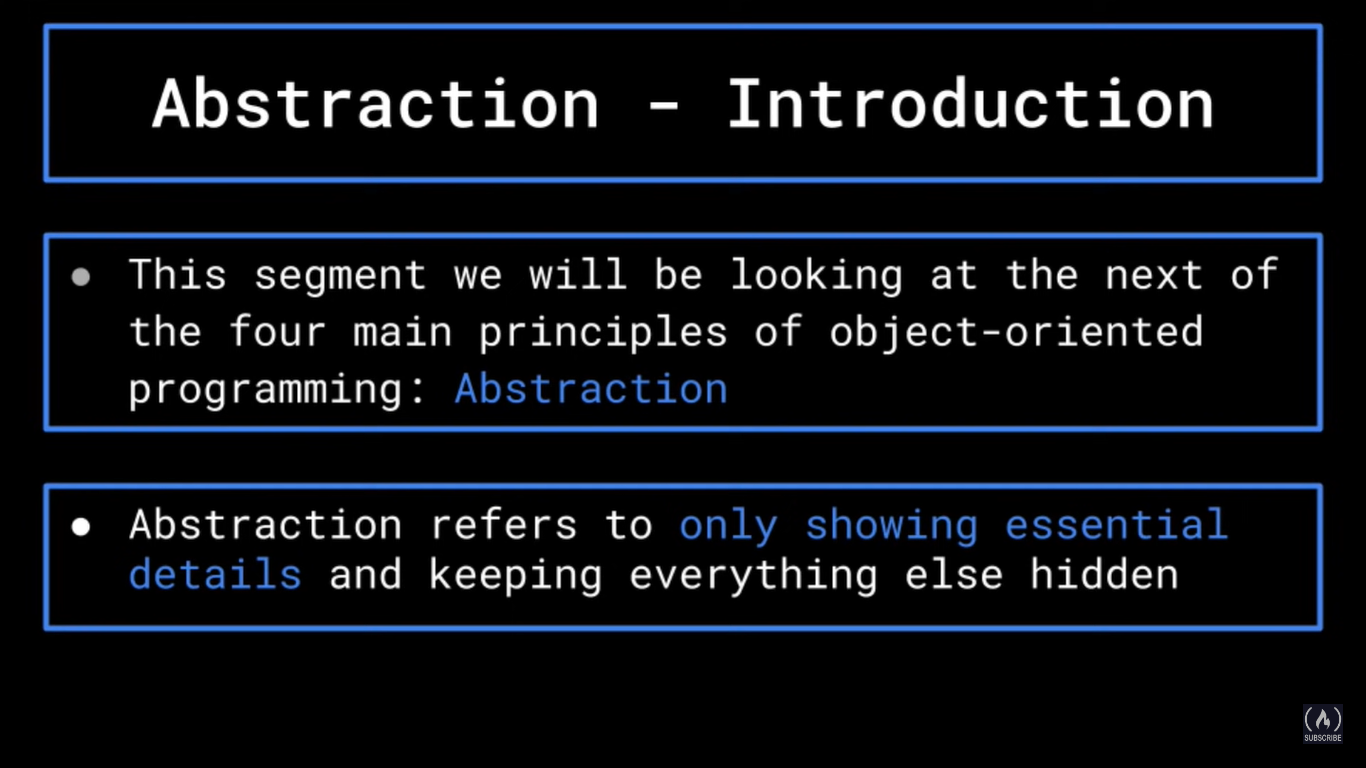 Abstraction - Introduction
● This segment we will be looking at the next of
the four main principles of object-oriented
programming: Abstraction
● Abstraction refers to only showing essential
details and keeping everything else hidden
SUBSCRIBE